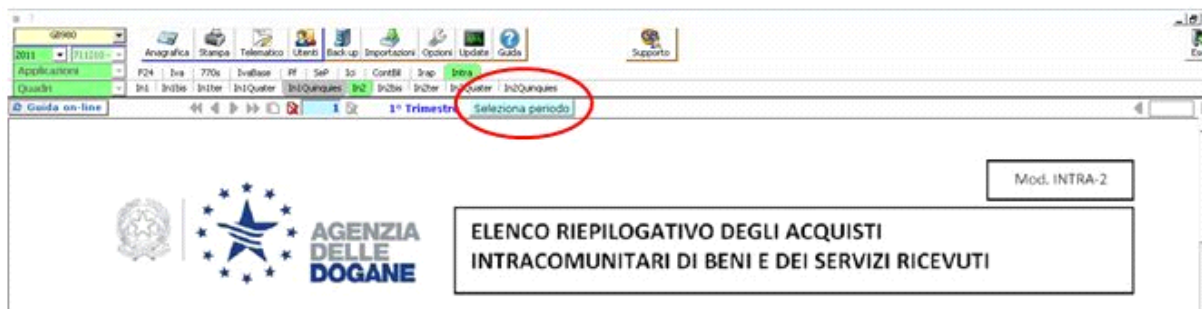 GB980
2011 711210--
Anagrafica Stampa Telematico Utenti Back up Importazioni Opzioni Update Guida Supporto
Applicazioni F24 Iva 770s IvaBase Pf SeP Ici ContBil Irap Intra
Quadri In1 In1bis In1ter In1Quater In1Quinquies In2 In2bis In2ter In2Quater In2Quinquies
Guida on-line 1 1° Trimestre Seleziona periodo
Mod. INTRA-2
AGENZIA
DELLE
DOGANE
ELENCO RIEPILOGATIVO DEGLI ACQUISTI
INTRACOMUNITARI DI BENI E DEI SERVIZI RICEVUTI